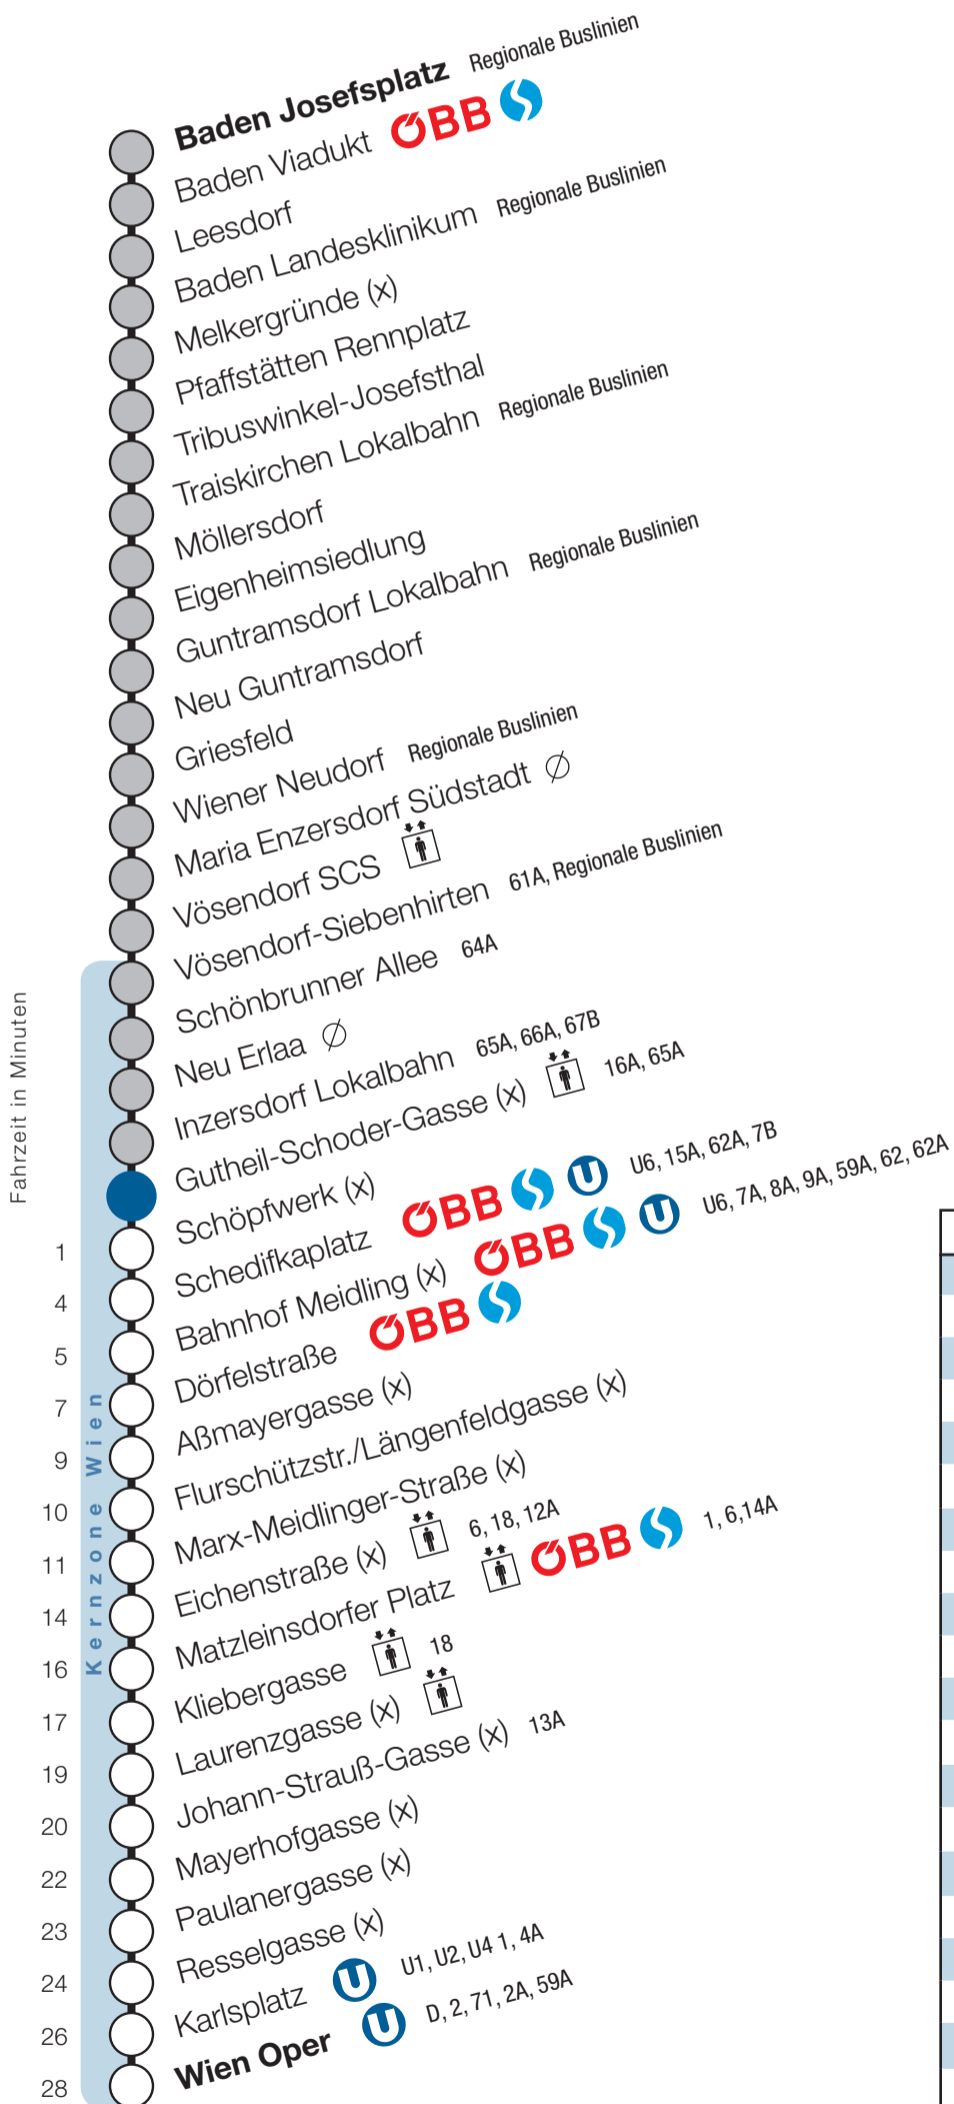 Baden Josefsplatz Regionale Buslinien
Baden Viadukt ÖBB
Leesdorf
Baden Landesklinikum Regionale Buslinien
Melkergründe (x)
Pfaffstätten Rennplatz
Tribuswinkel-Josefsthal
Traiskirchen Lokalbahn Regionale Buslinien
Möllersdorf
Eigenheimsiedlung
Guntramsdorf Lokalbahn Regionale Buslinien
Neu Guntramsdorf
Griesfeld
Wiener Neudorf Regionale Buslinien
Maria Enzersdorf Südstadt
Vösendorf SCS
Vösendorf-Siebenhirten 61A, Regionale Buslinien
Schönbrunner Allee 64A
Neu Erlaa
Inzersdorf Lokalbahn 65A, 66A, 67B
Gutheil-Schoder-Gasse (x) 16A, 65A
Fahrzeit in Minuten
Kernzone Wien
1 Schöpfwerk (x)
4 Schedifkaplatz ÖBB U U6, 15A, 62A, 7B
5 Bahnhof Meidling (x) ÖBB U U6, 7A, 8A, 9A, 59A, 62, 62A
7 Dörfelstraße ÖBB
9 Aßmayergasse (x)
10 Flurschützstr./Längenfeldgasse (x)
11 Marx-Meidlinger-Straße (x)
14 Eichenstraße (x) 6, 18, 12A
16 Matzleinsdorfer Platz ÖBB 1, 6,14A
17 Kliebergasse 18
19 Laurenzgasse (x)
20 Johann-Strauß-Gasse (x) 13A
22 Mayerhofgasse (x)
23 Paulanergasse (x)
24 Resselgasse (x)
26 Karlsplatz U U1, U2, U4 1, 4A
28 Wien Oper U D, 2, 71, 2A, 59A